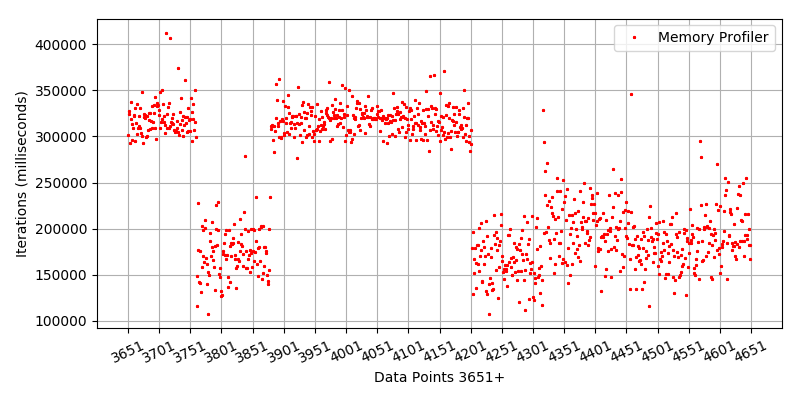 400000
350000
300000
250000
200000
150000
100000
Iterations (milliseconds)
Memory Profiler
3651 3701 3751 3801 3851 3901 3951 4001 4051 4101 4151 4201 4251 4301 4351 4401 4451 4501 4551 4601 4651
Data Points 3651+